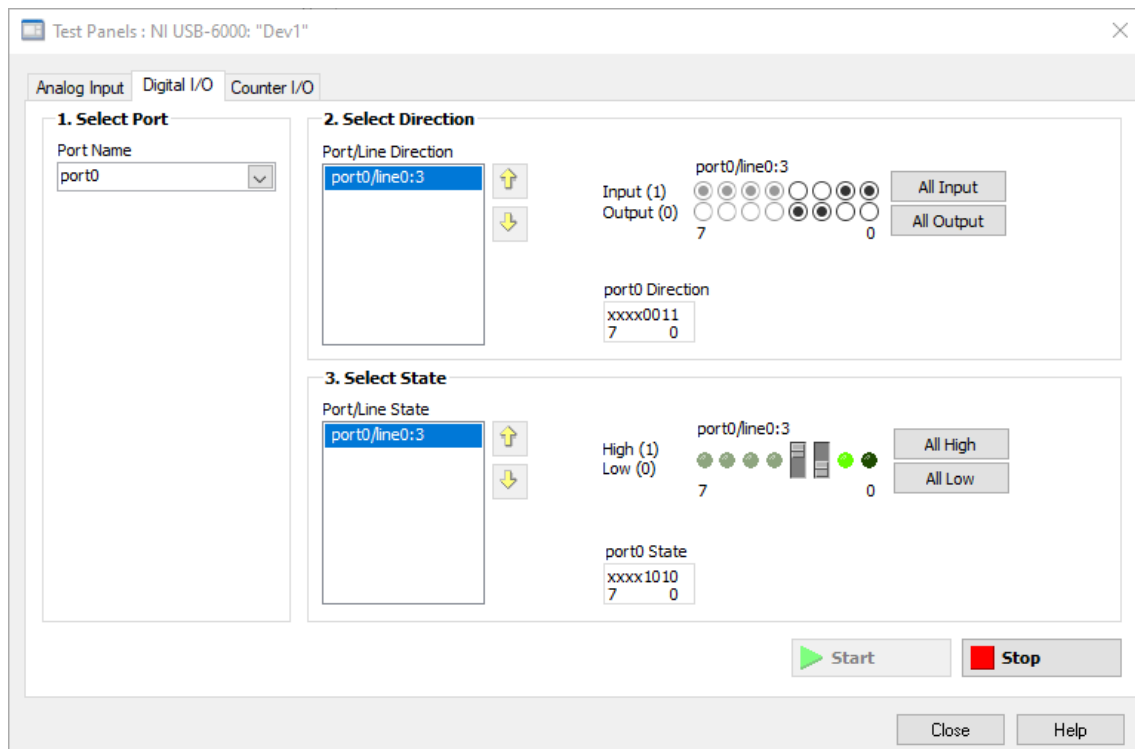 Test Panels : NI USB-6000: "Dev1"
Analog Input
Digital I/O
Counter I/O
1. Select Port
Port Name
port0
2. Select Direction
Port/Line Direction
port0/line0:3
port0/line0:3
Input (1)
Output (0)
7 0
All Input
All Output
port0 Direction
xxxx0011
7 0
3. Select State
Port/Line State
port0/line0:3
port0/line0:3
High (1)
Low (0)
7 0
All High
All Low
port0 State
xxxx1010
7 0
Start
Stop
Close
Help